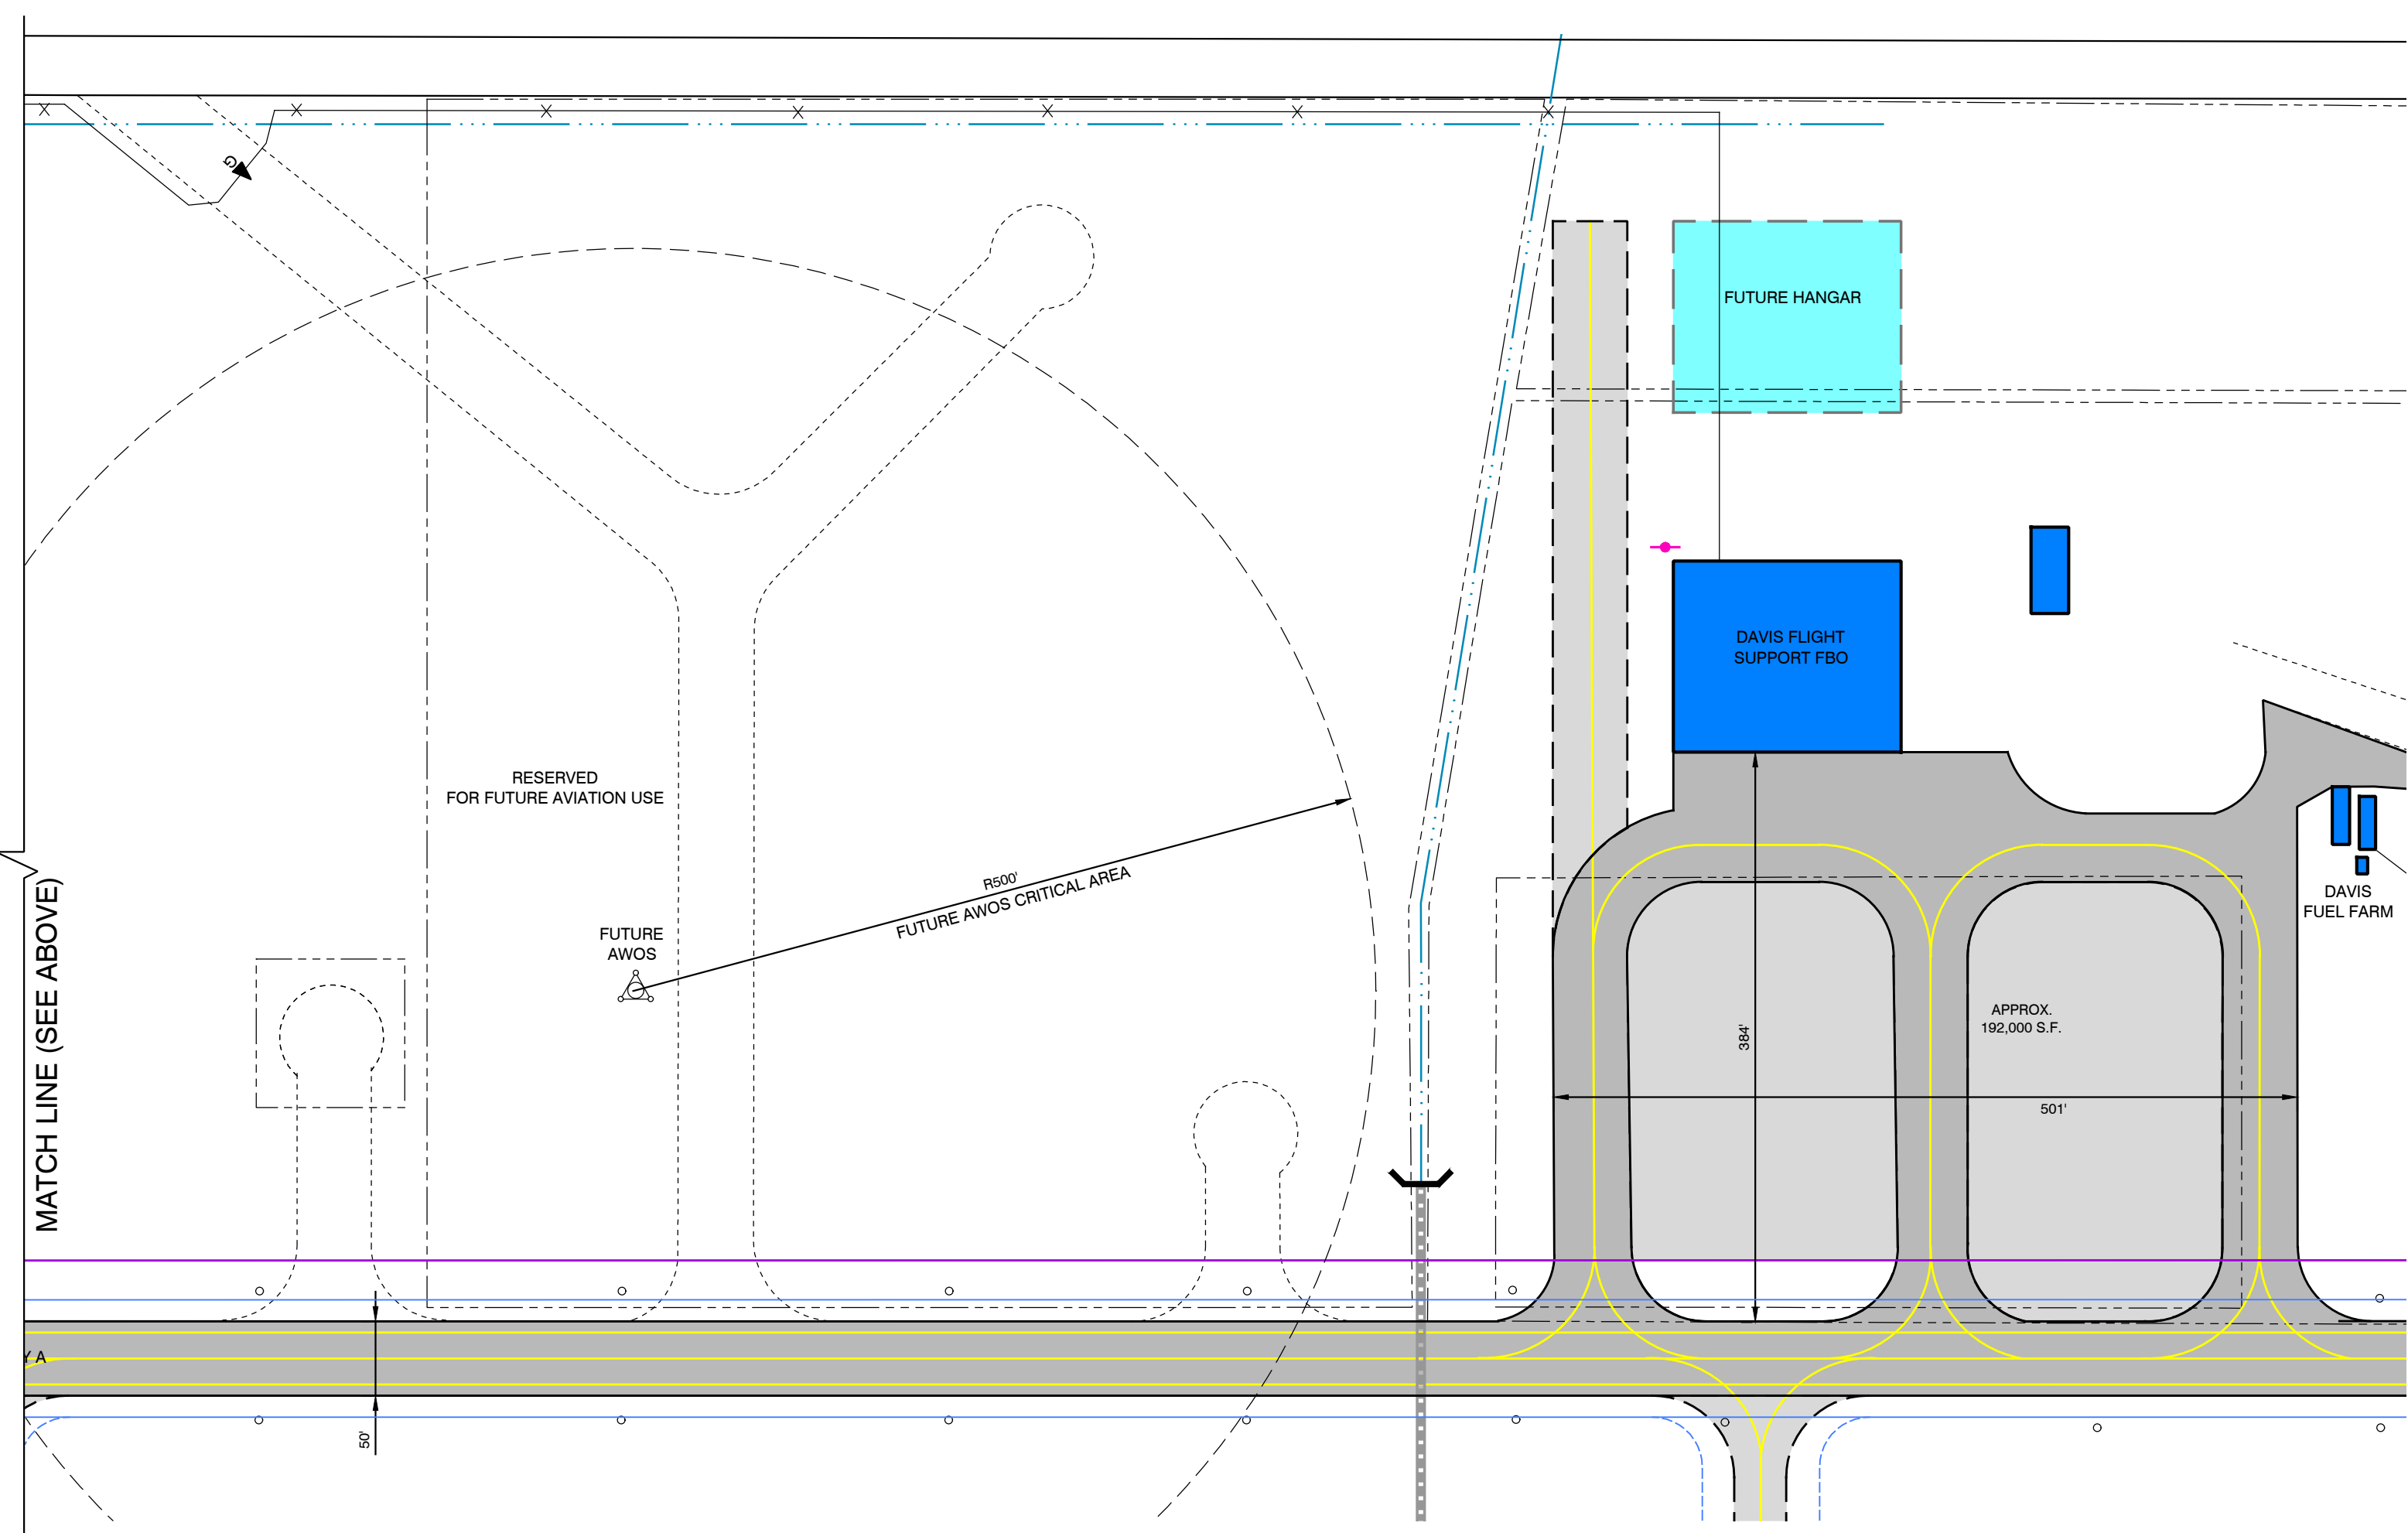 G
FUTURE HANGAR
DAVIS FLIGHT
SUPPORT FBO
RESERVED
FOR FUTURE AVIATION USE
R500'
FUTURE AWOS CRITICAL AREA
FUTURE
AWOS
DAVIS
FUEL FARM
MATCH LINE (SEE ABOVE)
APPROX.
192,000 S.F.
384'
501'
Y A
50'